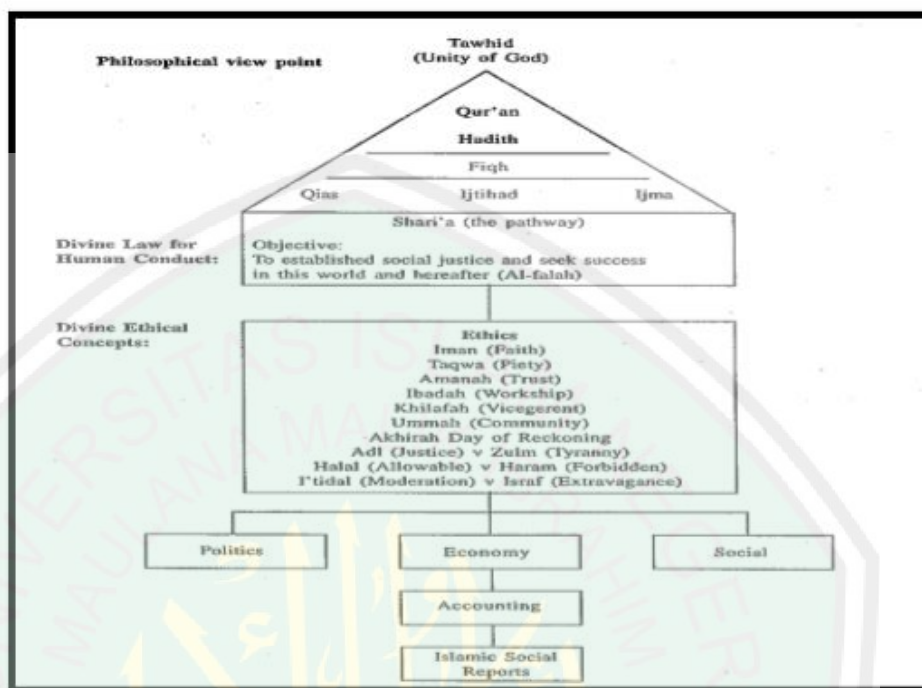 Philosophical view point
Tawhid
(Unity of God)
Qur'an
Hadith
Fiqh
Qias Ijtihad Ijma
Shari'a (the pathway)
Divine Law for
Human Conduct:
Objective:
To established social justice and seek success
in this world and hereafter (Al-falah)
Divine Ethical
Concepts:
Ethics
Iman (Faith)
Taqwa (Piety)
Amanah (Trust)
Ibadah (Workship)
Khilafah (Vicegerent)
Ummah (Community)
Akhirah Day of Reckoning
Adl (Justice) v Zulm (Tyranny)
Halal (Allowable) v Haram (Forbidden)
I'tidal (Moderation) v Israf (Extravagance)
Politics Economy Social
Accounting
Islamic Social
Reports